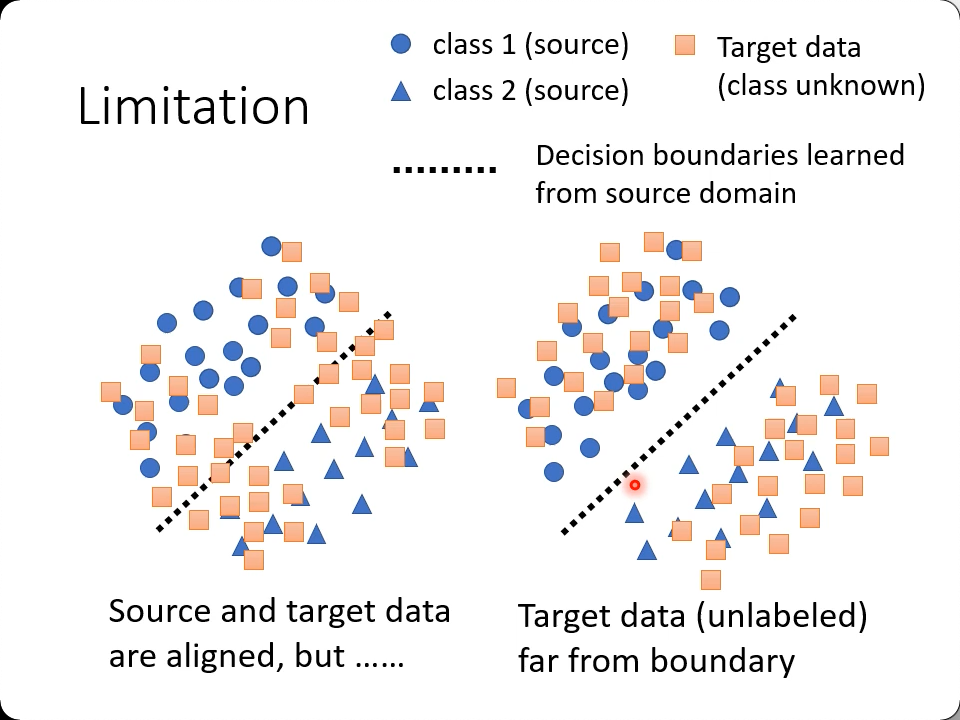 Limitation
class 1 (source)
class 2 (source)
Target data
(class unknown)
Decision boundaries learned
from source domain
Source and target data
are aligned, but ……
Target data (unlabeled)
far from boundary